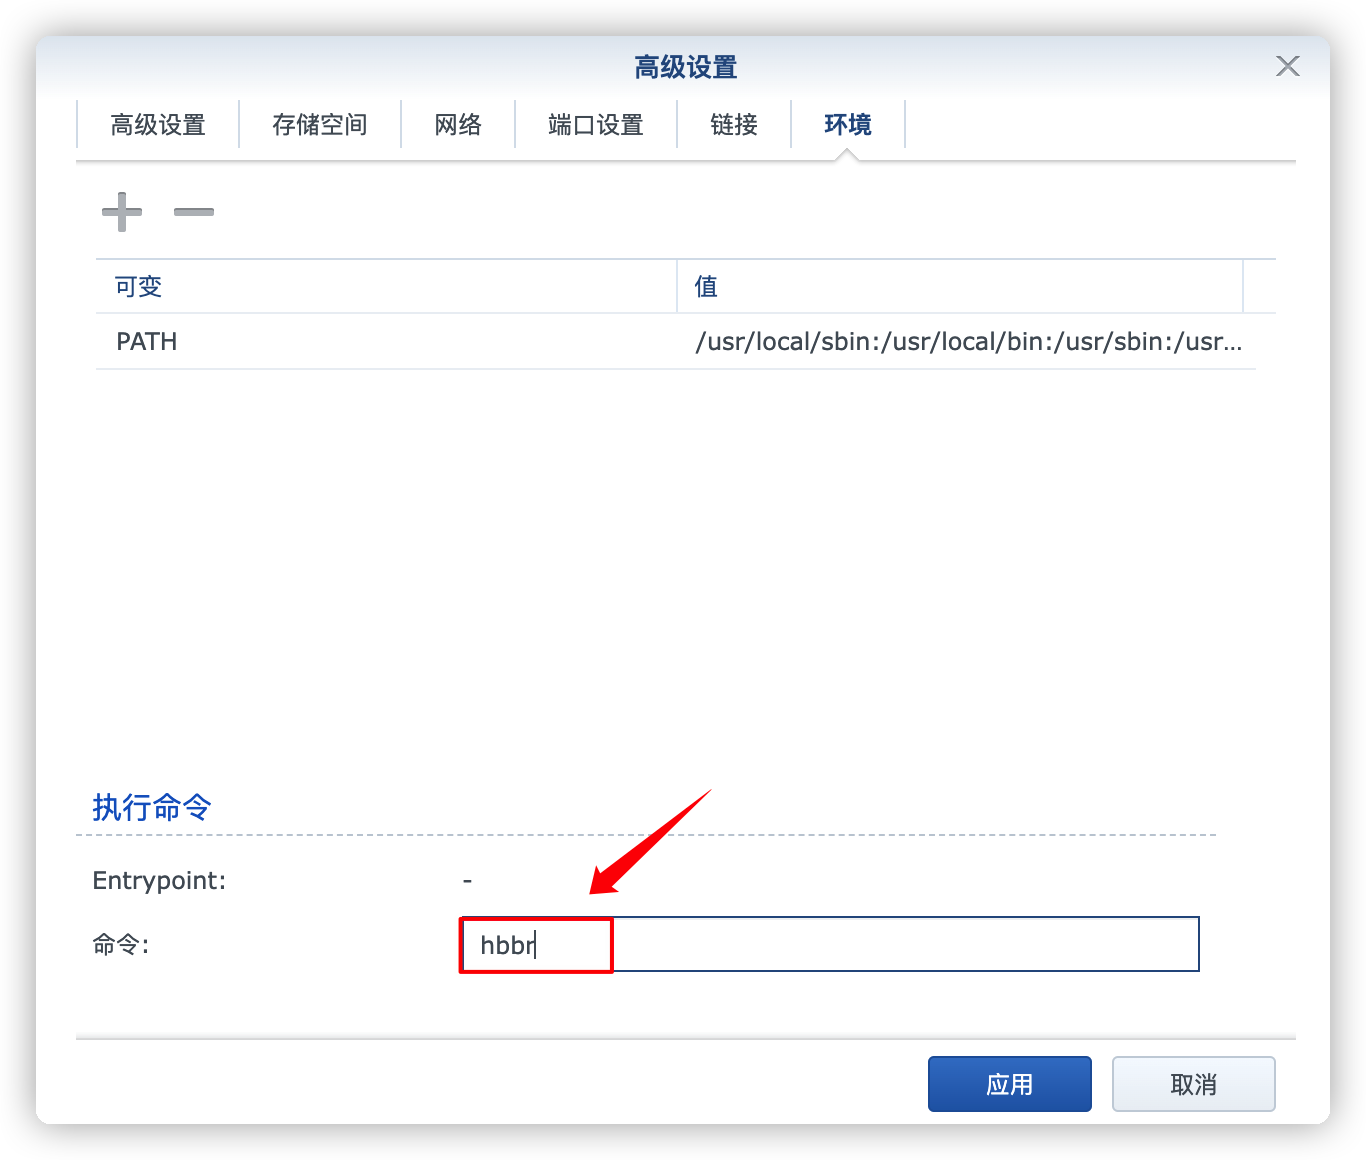 高级设置
高级设置 存储空间 网络 端口设置 链接 环境
可变 值
PATH /usr/local/sbin:/usr/local/bin:/usr/sbin:/usr...
执行命令
Entrypoint: -
命令: hbbr
应用 取消